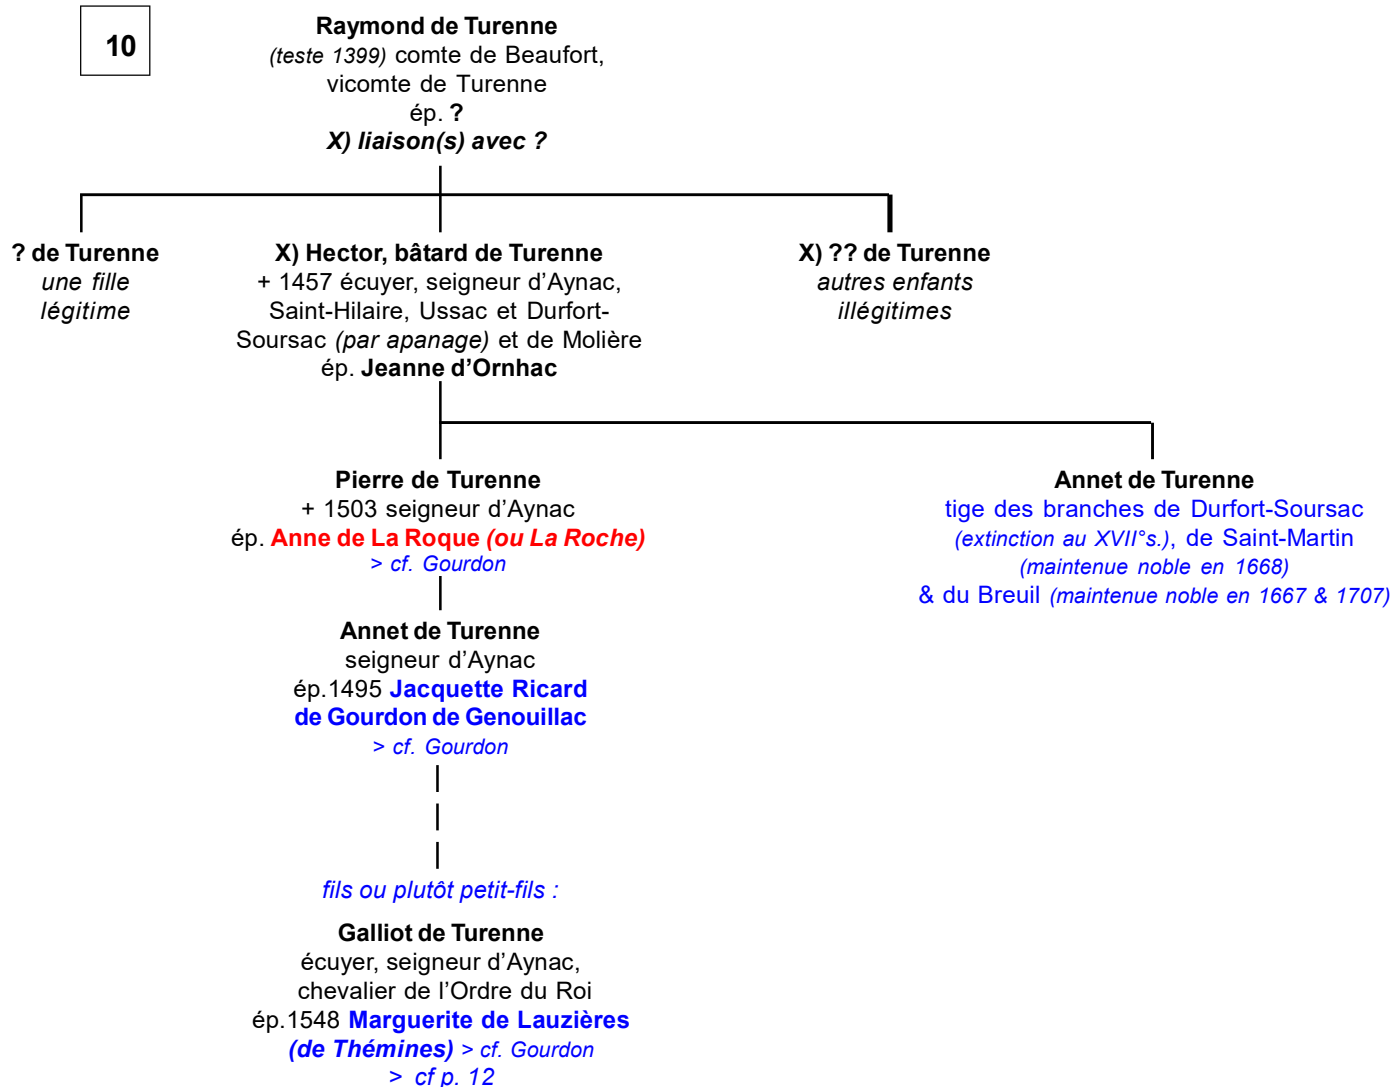 10
Raymond de Turenne
(teste 1399) comte de Beaufort,
vicomte de Turenne
ép. ?
X) liaison(s) avec ?
? de Turenne
une fille
légitime
X) Hector, bâtard de Turenne
+ 1457 écuyer, seigneur d’Aynac,
Saint-Hilaire, Ussac et Durfort-
Soursac (par apanage) et de Molière
ép. Jeanne d’Ornhac
X) ?? de Turenne
autres enfants
illégitimes
Pierre de Turenne
+ 1503 seigneur d’Aynac
ép. Anne de La Roque (ou La Roche)
> cf. Gourdon
Annet de Turenne
tige des branches de Durfort-Soursac
(extinction au XVII°s.), de Saint-Martin
(maintenue noble en 1668)
& du Breuil (maintenue noble en 1667 & 1707)
Annet de Turenne
seigneur d’Aynac
ép.1495 Jacquette Ricard
de Gourdon de Genouillac
> cf. Gourdon
fils ou plutôt petit-fils :
Galliot de Turenne
écuyer, seigneur d’Aynac,
chevalier de l’Ordre du Roi
ép.1548 Marguerite de Lauzières
(de Thémines) > cf. Gourdon
> cf p. 12